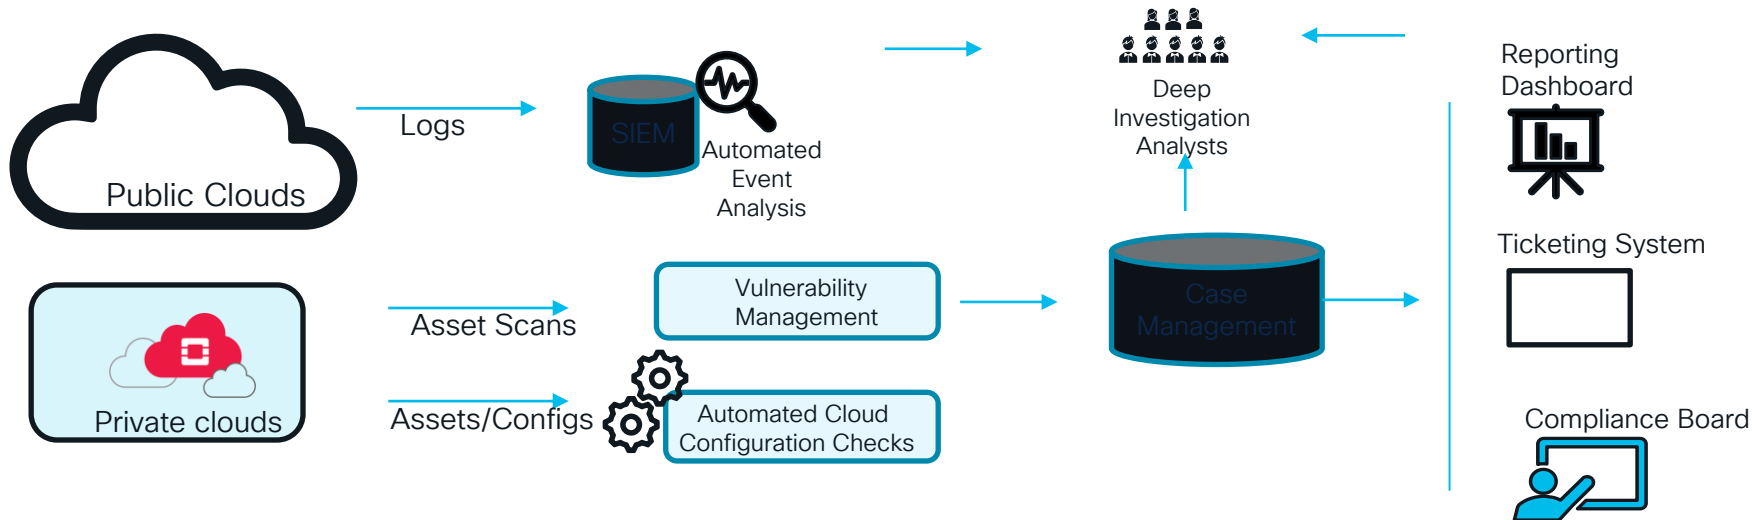 Public Clouds
Logs
SIEM
Automated
Event
Analysis
Deep
Investigation
Analysts
Reporting
Dashboard
Ticketing System
Private clouds
Asset Scans
Vulnerability
Management
Case
Management
Assets/Configs
Automated Cloud
Configuration Checks
Compliance Board